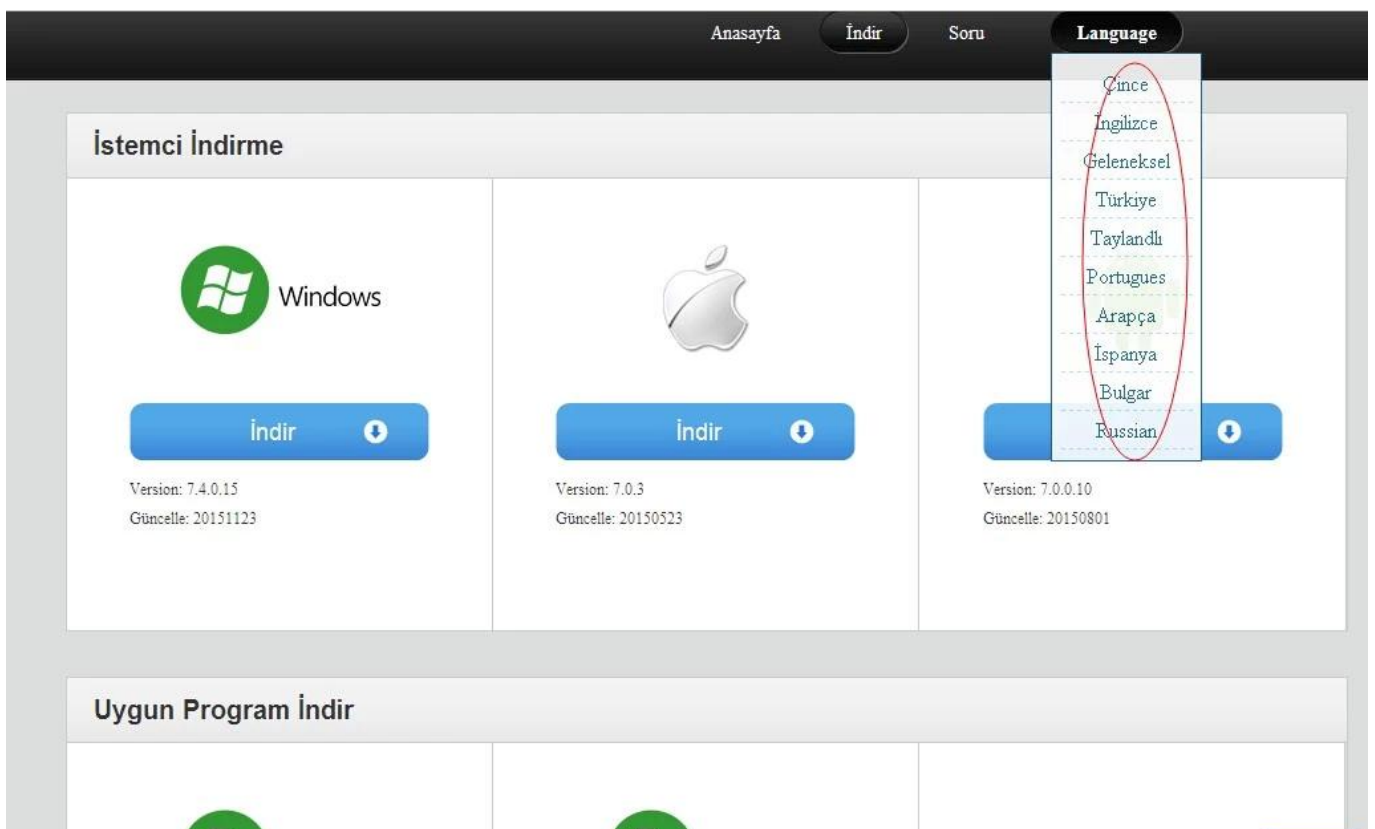 Anasayfa İndir Soru Language
Çince
İngilizce
Geleneksel
Türkiye
Taylandlı
Portugues
Arapça
İspanya
Bulgar
Russian
İstemci İndirme
Windows
İndir İndir
Version: 7.4.0.15
Güncelle: 20151123
Version: 7.0.3
Güncelle: 20150523
Version: 7.0.0.10
Güncelle: 20150801
Uygun Program İndir